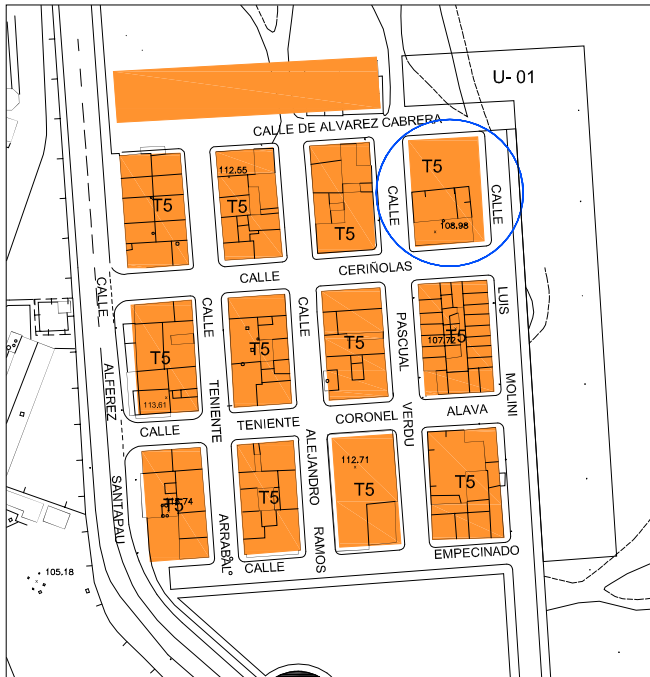 U- 01
CALLE DE ALVAREZ CABRERA
T5
112.55
T5
T5
T5
108,98
CALLE
CALLE
CALLE
CERIÑOLAS
CALLE
CALLE
CALLE
LUIS
T5
T5
T5
T5
107.72
PASCUAL
MOLINI
ALFEREZ
TENIENTE
113.61
CALLE
TENIENTE
CORONEL
ALAVA
VERDU
ALEJANDRO
112.71
T5
T5
T5
T5
SANTAPAU
ARRABAL°
RAMOS
CALLE
EMPECINADO
105,18